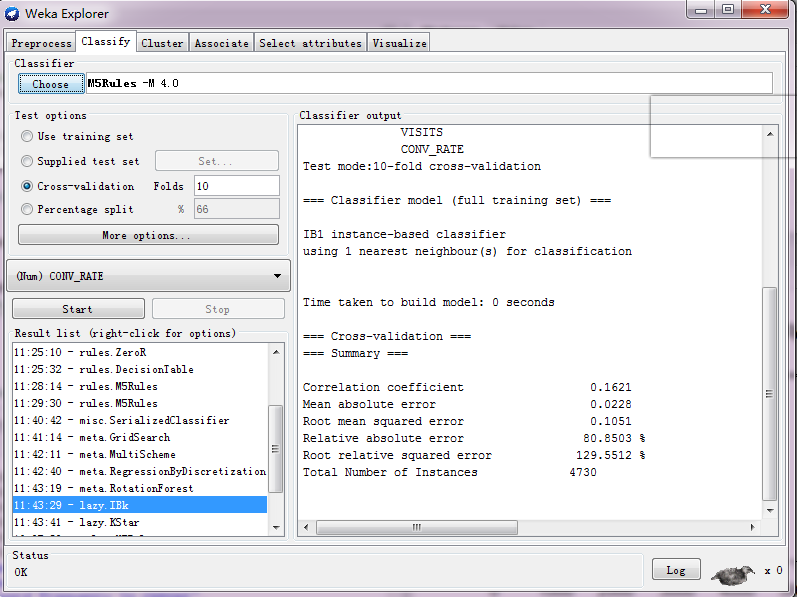 Weka Explorer
Preprocess Classify Cluster Associate Select attributes Visualize
Classifier
Choose M5Rules -M 4.0
Test options
Use training set
Supplied test set Set...
Cross-validation Folds 10
Percentage split % 66
More options...
(Num) CONV_RATE
Start Stop
Result list (right-click for options)
11:25:10 - rules.ZeroR
11:25:32 - rules.DecisionTable
11:28:14 - rules.M5Rules
11:29:30 - rules.M5Rules
11:40:42 - misc.SerializedClassifier
11:41:14 - meta.GridSearch
11:42:11 - meta.MultiScheme
11:42:40 - meta.RegressionByDiscretization
11:43:19 - meta.RotationForest
11:43:29 - lazy.IBk
11:43:41 - lazy.KStar
Classifier output
VISITS
CONV_RATE
Test mode:10-fold cross-validation
=== Classifier model (full training set) ===
IB1 instance-based classifier
using 1 nearest neighbour(s) for classification
Time taken to build model: 0 seconds
=== Cross-validation ===
=== Summary ===
Correlation coefficient 0.1621
Mean absolute error 0.0228
Root mean squared error 0.1051
Relative absolute error 80.8503 %
Root relative squared error 129.5512 %
Total Number of Instances 4730
Status
OK
Log x 0